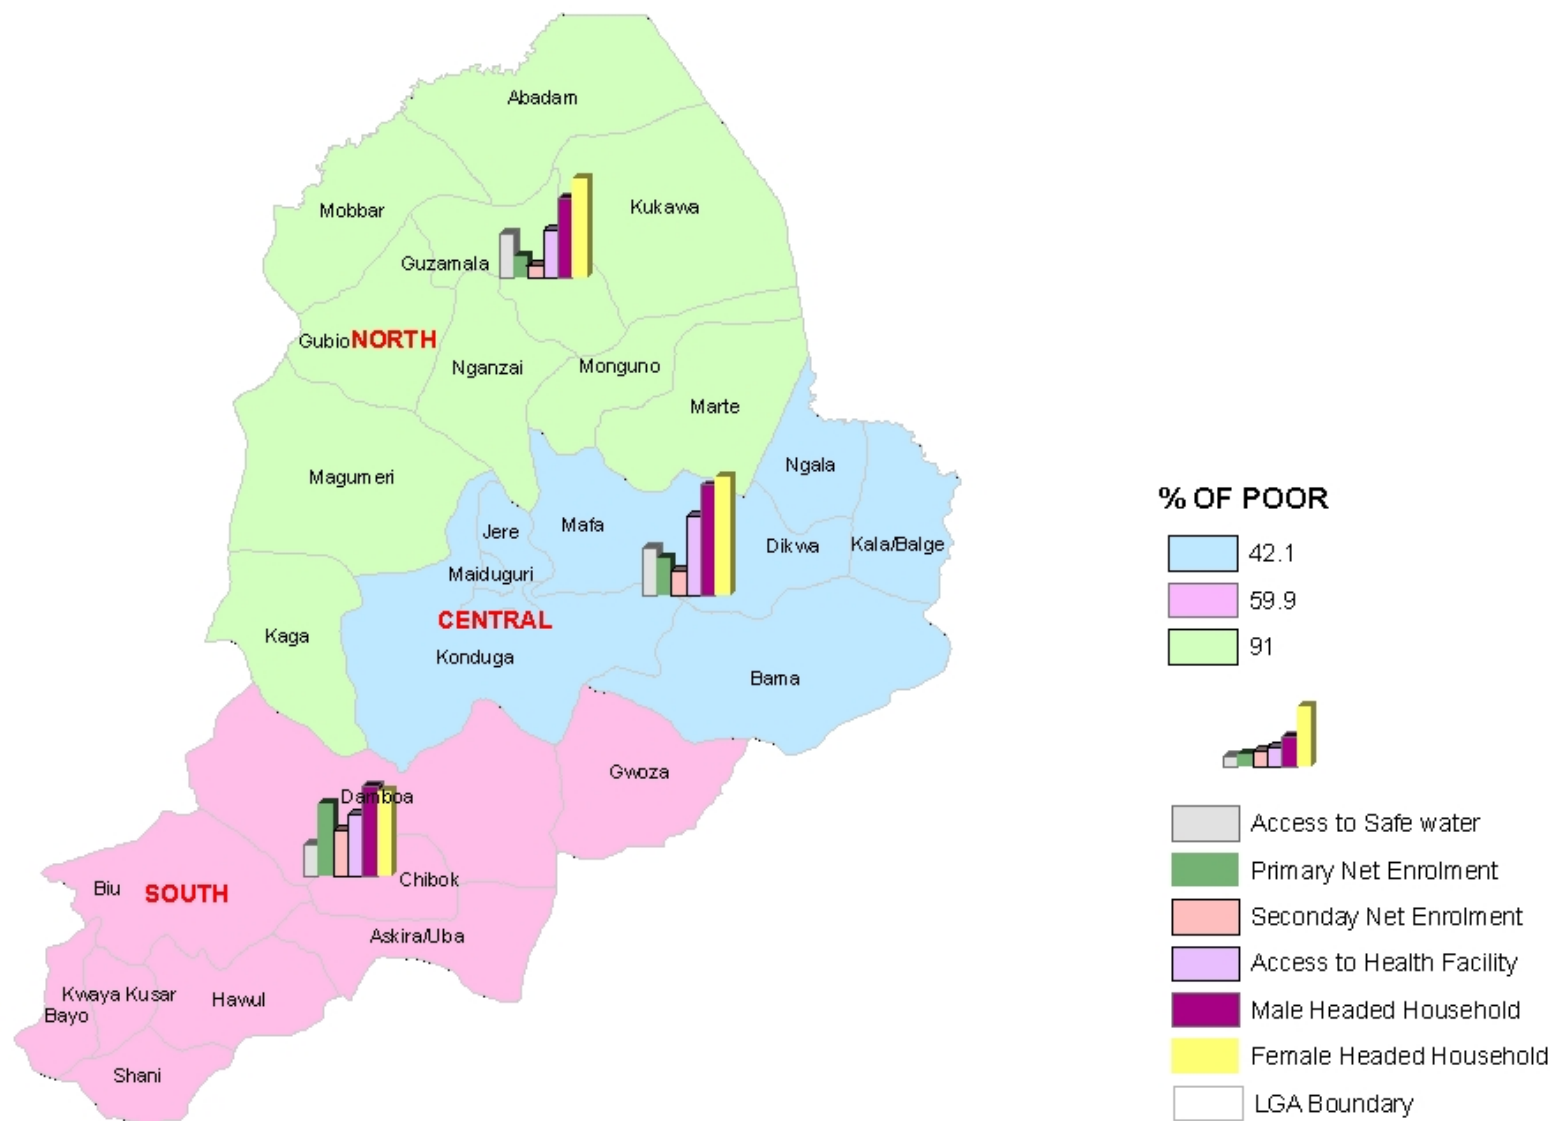 Abadam
Mobbar
Kukawa
Guzamala
Gubio
NORTH
Nganzai
Monguno
Marte
Magumeri
Ngala
Jere
Mafa
Dikwa
Kala/Balge
Maiduguri
CENTRAL
Kaga
Konduga
Bama
Gwoza
Damboa
Chibok
Biu
SOUTH
Askira/Uba
Kwaya Kusar
Hawul
Bayo
Shani
% OF POOR
42.1
59.9
91
Access to Safe water
Primary Net Enrolment
Seconday Net Enrolment
Access to Health Facility
Male Headed Household
Female Headed Household
LGA Boundary